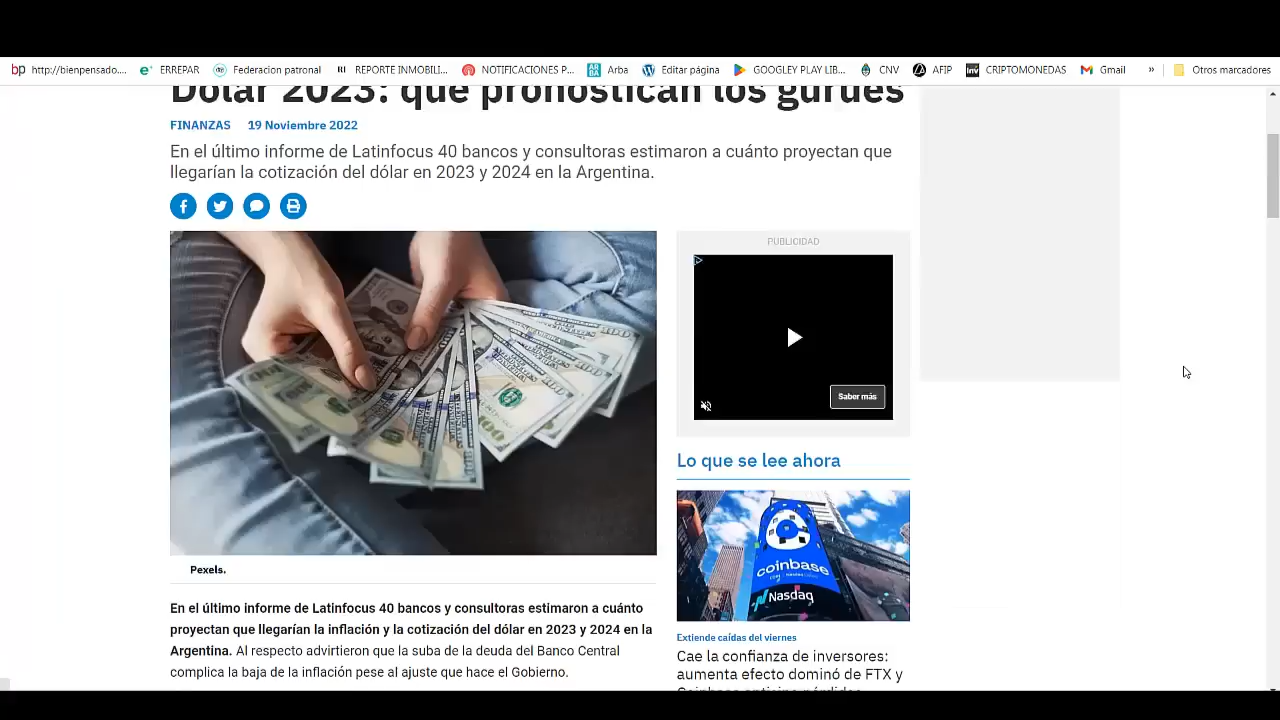 bp http://bienpensado.... ERREPAR Federacion patronal RI REPORTE INMOBILI... NOTIFICACIONES P... ARBA Arba Editar página GOOGLEY PLAY LIB... CNV AFIP Inv CRIPTOMONEDAS Gmail » Otros marcadores
Dólar 2023: qué pronostican los gurúes
FINANZAS 19 Noviembre 2022
En el último informe de Latinfocus 40 bancos y consultoras estimaron a cuánto proyectan que
llegarían la cotización del dólar en 2023 y 2024 en la Argentina.
PUBLICIDAD
Saber más
Lo que se lee ahora
coinbase
Nasdaq
Pexels.
En el último informe de Latinfocus 40 bancos y consultoras estimaron a cuánto
proyectan que llegarían la inflación y la cotización del dólar en 2023 y 2024 en la
Argentina. Al respecto advirtieron que la suba de la deuda del Banco Central
complica la baja de la inflación pese al ajuste que hace el Gobierno.
Extiende caídas del viernes
Cae la confianza de inversores:
aumenta efecto dominó de FTX y